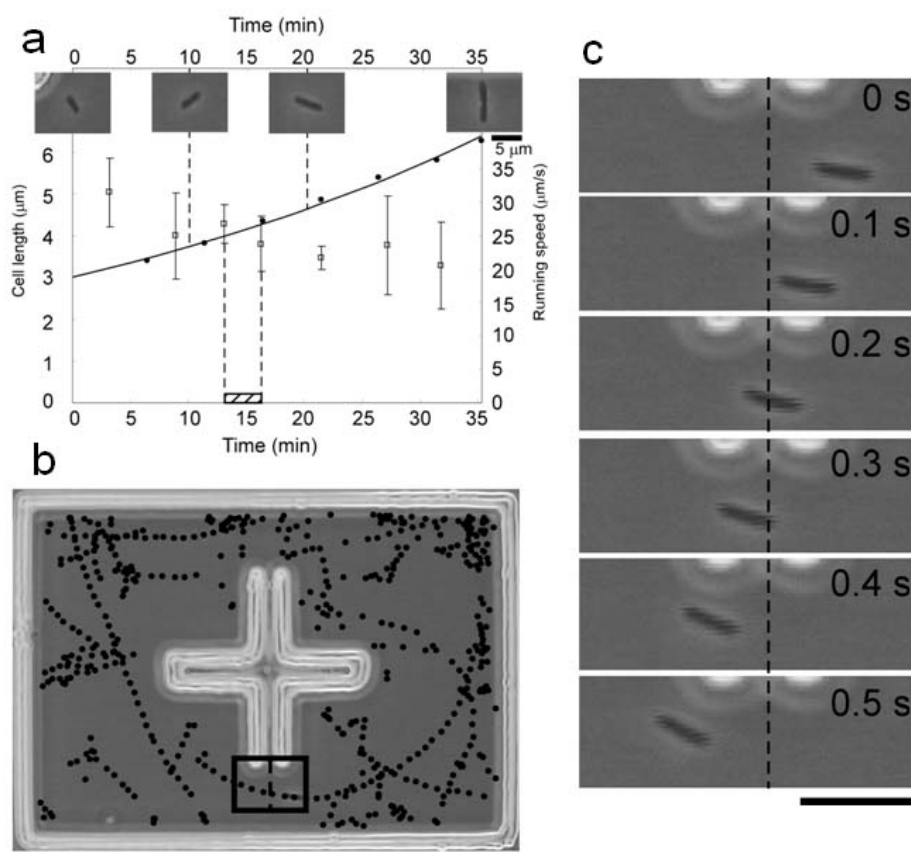 a
Time (min)
0 5 10 15 20 25 30 35
5 μm
6
5
4
3
2
1
0
Cell length (μm)
35
30
25
20
15
10
5
0
Running speed (μm/s)
0 5 10 15 20 25 30 35
Time (min)
b
c
0 s
0.1 s
0.2 s
0.3 s
0.4 s
0.5 s